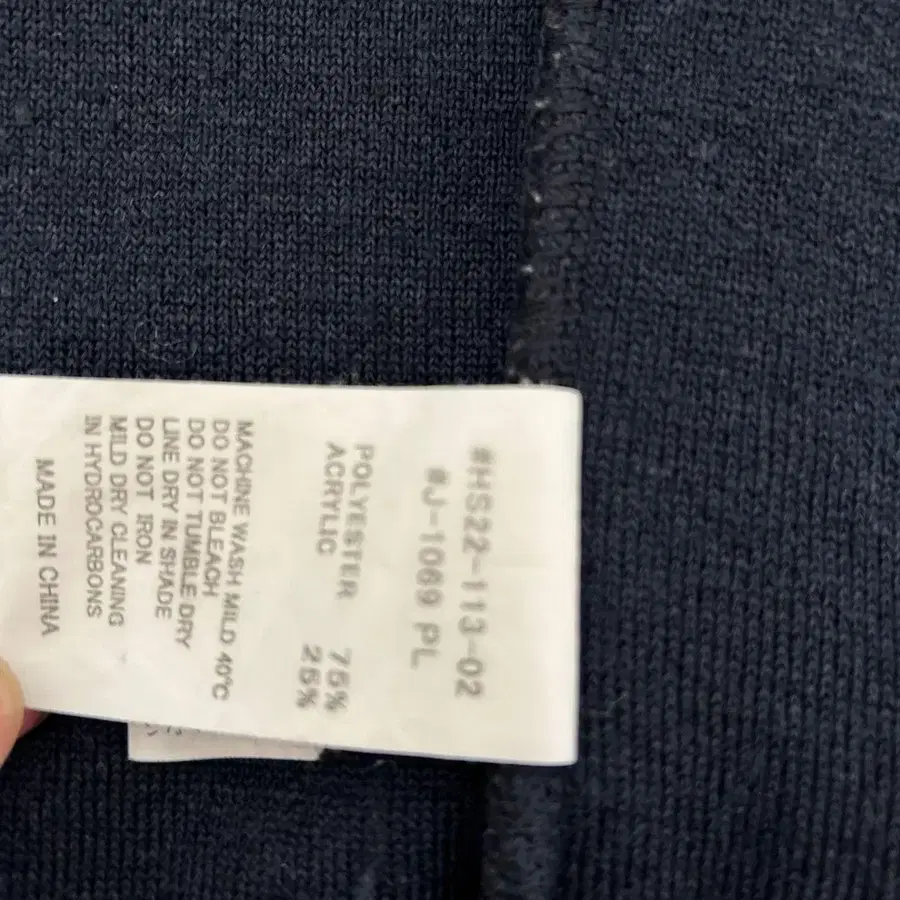 #HS22-113-02
#J-1069 PL
POLYESTER 75%
ACRYLIC 25%
MACHINE WASH MILD 40℃
DO NOT BLEACH
DO NOT TUMBLE DRY
LINE DRY IN SHADE
DO NOT IRON
MILD DRY CLEANING
IN HYDROCARBONS
MADE IN CHINA